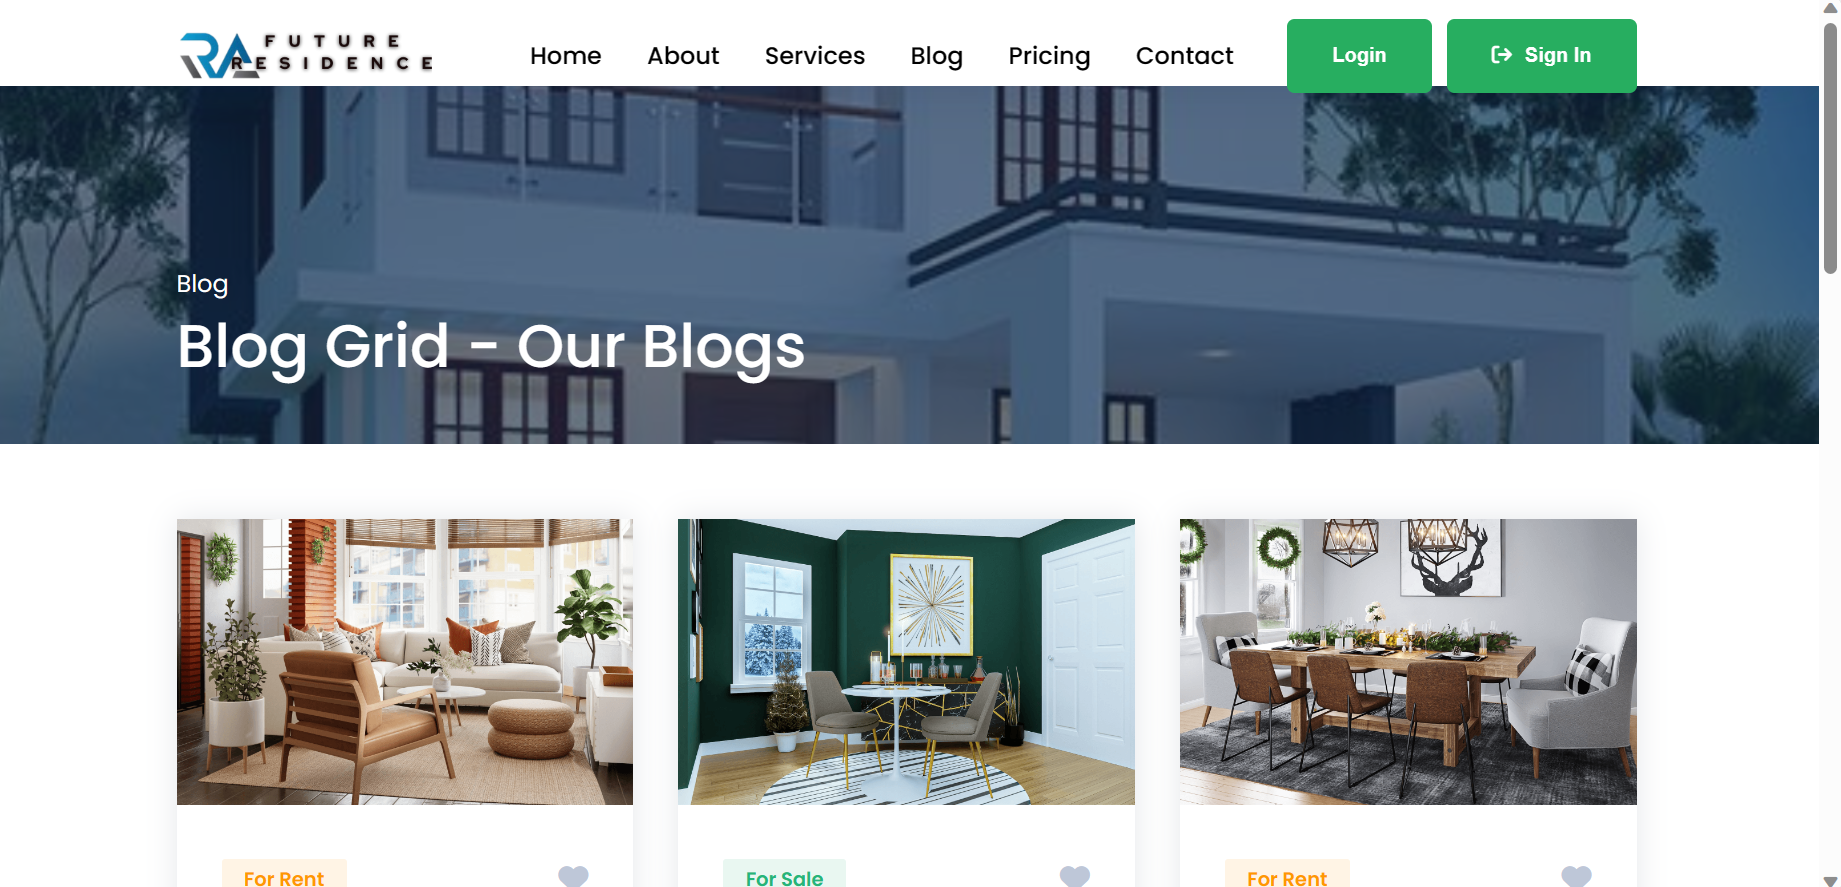 FUTURE
RESIDENCE
Home About Services Blog Pricing Contact Login Sign In
Blog
Blog Grid - Our Blogs
For Rent For Sale For Rent